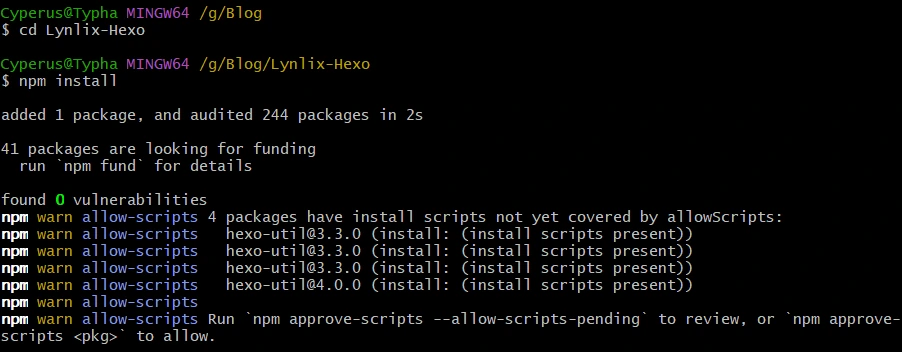 Cyperus@Typha MINGW64 /g/Blog
$ cd Lynlix-Hexo
Cyperus@Typha MINGW64 /g/Blog/Lynlix-Hexo
$ npm install
added 1 package, and audited 244 packages in 2s
41 packages are looking for funding
  run `npm fund` for details
found 0 vulnerabilities
npm warn allow-scripts 4 packages have install scripts not yet covered by allowScripts:
npm warn allow-scripts   hexo-util@3.3.0 (install: (install scripts present))
npm warn allow-scripts   hexo-util@3.3.0 (install: (install scripts present))
npm warn allow-scripts   hexo-util@3.3.0 (install: (install scripts present))
npm warn allow-scripts   hexo-util@4.0.0 (install: (install scripts present))
npm warn allow-scripts
npm warn allow-scripts Run `npm approve-scripts --allow-scripts-pending` to review, or `npm approve-
scripts <pkg>` to allow.